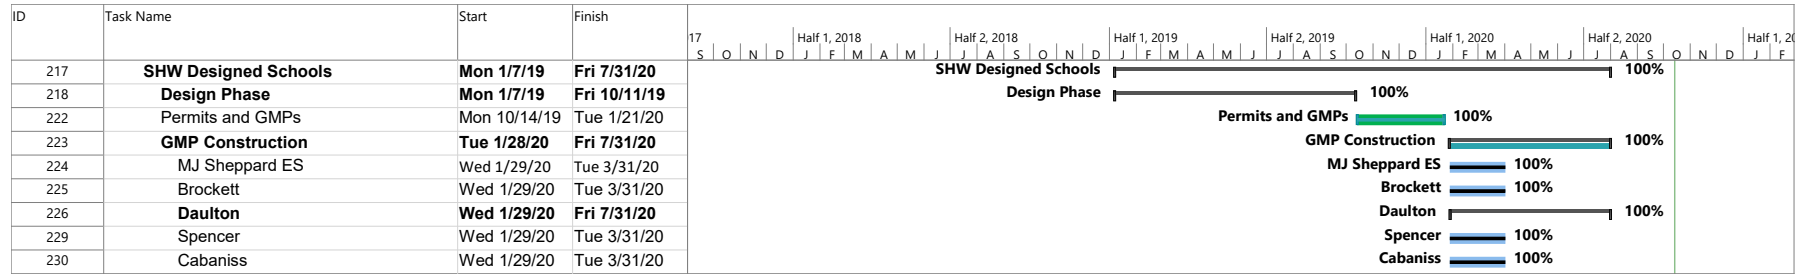 ID Task Name Start Finish
17 Half 1, 2018 Half 2, 2018 Half 1, 2019 Half 2, 2019 Half 1, 2020 Half 2, 2020 Half 1, 20
S O N D J F M A M J J A S O N D J F M A M J J A S O N D J F M A M J J A S O N D J F
217 SHW Designed Schools Mon 1/7/19 Fri 7/31/20 SHW Designed Schools 100%
218 Design Phase Mon 1/7/19 Fri 10/11/19 Design Phase 100%
222 Permits and GMPs Mon 10/14/19 Tue 1/21/20 Permits and GMPs 100%
223 GMP Construction Tue 1/28/20 Fri 7/31/20 GMP Construction 100%
224 MJ Sheppard ES Wed 1/29/20 Tue 3/31/20 MJ Sheppard ES 100%
225 Brockett Wed 1/29/20 Tue 3/31/20 Brockett 100%
226 Daulton Wed 1/29/20 Fri 7/31/20 Daulton 100%
229 Spencer Wed 1/29/20 Tue 3/31/20 Spencer 100%
230 Cabaniss Wed 1/29/20 Tue 3/31/20 Cabaniss 100%